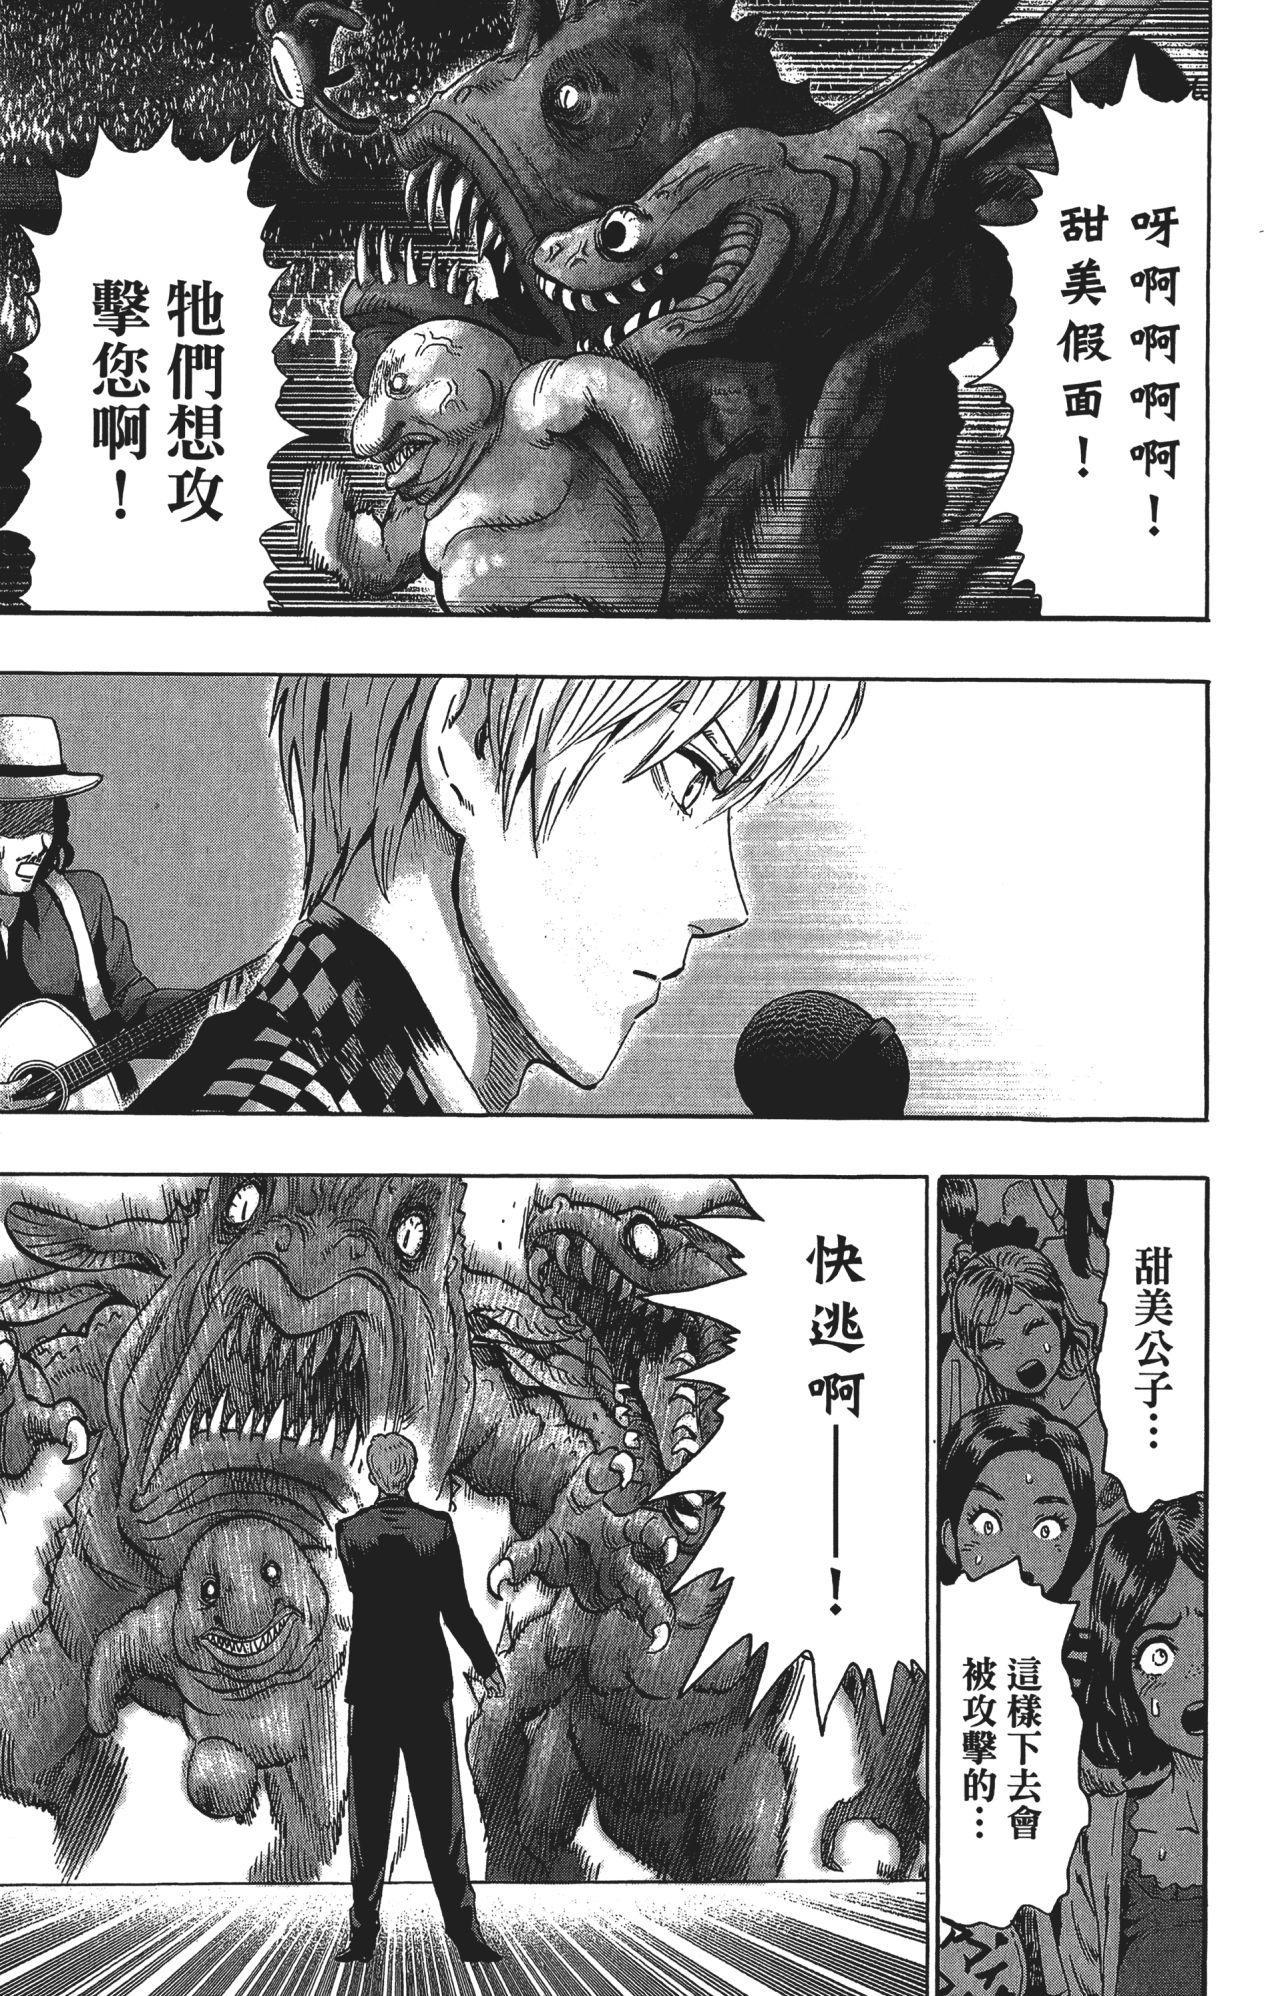 呀啊啊啊啊！
甜美假面！
牠們想攻
擊您啊！
甜美公子…
這樣下去會
被攻擊的…
快逃啊──！